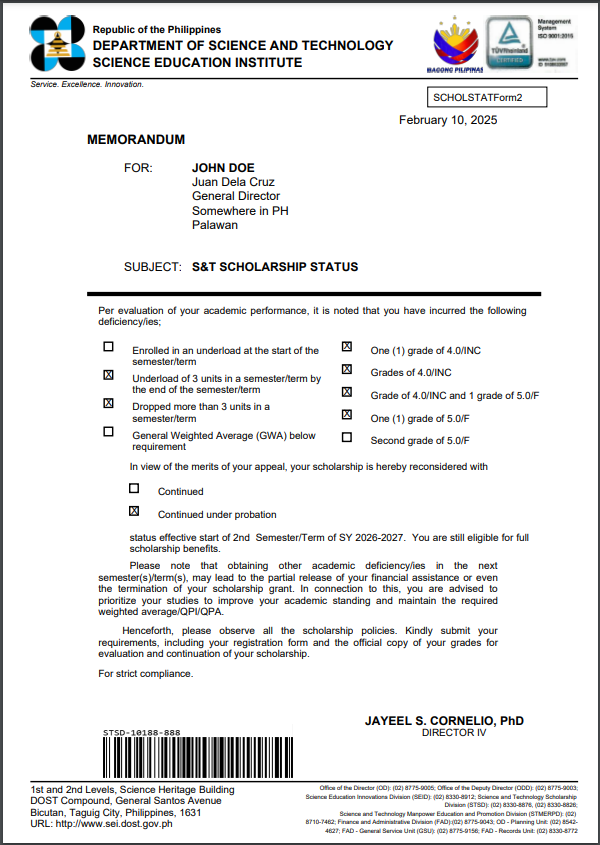 Republic of the Philippines
DEPARTMENT OF SCIENCE AND TECHNOLOGY
SCIENCE EDUCATION INSTITUTE
Service. Excellence. Innovation.
BAGONG PILIPINAS
TÜVRheinland
CERTIFIED
Management
System
ISO 9001:2015
www.tuv.com
SCHOLSTATForm2
February 10, 2025
MEMORANDUM
FOR: JOHN DOE
Juan Dela Cruz
General Director
Somewhere in PH
Palawan
SUBJECT: S&T SCHOLARSHIP STATUS
Per evaluation of your academic performance, it is noted that you have incurred the following
deficiency/ies;
Enrolled in an underload at the start of the
semester/term
X Underload of 3 units in a semester/term by
the end of the semester/term
X Dropped more than 3 units in a
semester/term
General Weighted Average (GWA) below
requirement
X One (1) grade of 4.0/INC
X Grades of 4.0/INC
X Grade of 4.0/INC and 1 grade of 5.0/F
X One (1) grade of 5.0/F
Second grade of 5.0/F
In view of the merits of your appeal, your scholarship is hereby reconsidered with
Continued
X Continued under probation
status effective start of 2nd Semester/Term of SY 2026-2027. You are still eligible for full
scholarship benefits.
Please note that obtaining other academic deficiency/ies in the next
semester(s)/term(s), may lead to the partial release of your financial assistance or even
the termination of your scholarship grant. In connection to this, you are advised to
prioritize your studies to improve your academic standing and maintain the required
weighted average/QPI/QPA.
Henceforth, please observe all the scholarship policies. Kindly submit your
requirements, including your registration form and the official copy of your grades for
evaluation and continuation of your scholarship.
For strict compliance.
JAYEEL S. CORNELIO, PhD
DIRECTOR IV
STSD-10188-888
1st and 2nd Levels, Science Heritage Building
DOST Compound, General Santos Avenue
Bicutan, Taguig City, Philippines, 1631
URL: http://www.sei.dost.gov.ph
Office of the Director (OD): (02) 8775-9005; Office of the Deputy Director (ODD): (02) 8775-9003;
Science Education Innovations Division (SEID): (02) 8330-8912; Science and Technology Scholarship
Division (STSD): (02) 8330-8876, (02) 8330-8826;
Science and Technology Manpower Education and Promotion Division (STMERPD): (02)
8710-7462; Finance and Administrative Division (FAD):(02) 8775-9043; OD - Planning Unit: (02) 8542-
4627; FAD - General Service Unit (GSU): (02) 8775-9156; FAD - Records Unit: (02) 8330-8772